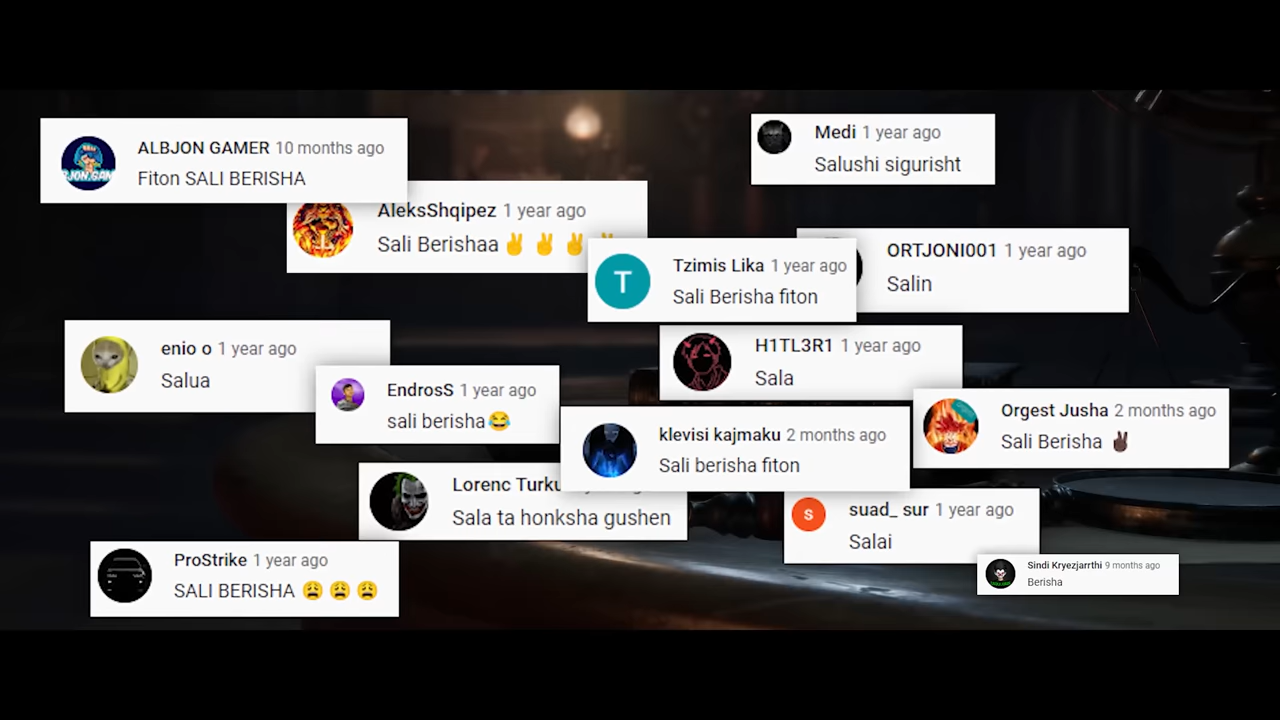 ALBJON GAMER 10 months ago
Fiton SALI BERISHA
Medi 1 year ago
Salushi sigurisht
AleksShqipez 1 year ago
Sali Berishaa ✌ ✌ ✌ ✌
Tzimis Lika 1 year ago
Sali Berisha fiton
ORTJONI001 1 year ago
Salin
enio o 1 year ago
Salua
H1TL3R1 1 year ago
Sala
EndrosS 1 year ago
sali berisha😂
Orgest Jusha 2 months ago
Sali Berisha ✌🏿
klevisi kajmaku 2 months ago
Sali berisha fiton
Lorenc Turku
Sala ta honksha gushen
suad_ sur 1 year ago
Salai
ProStrike 1 year ago
SALI BERISHA 😩 😩 😩
Sindi Kryezjarrthi 9 months ago
Berisha